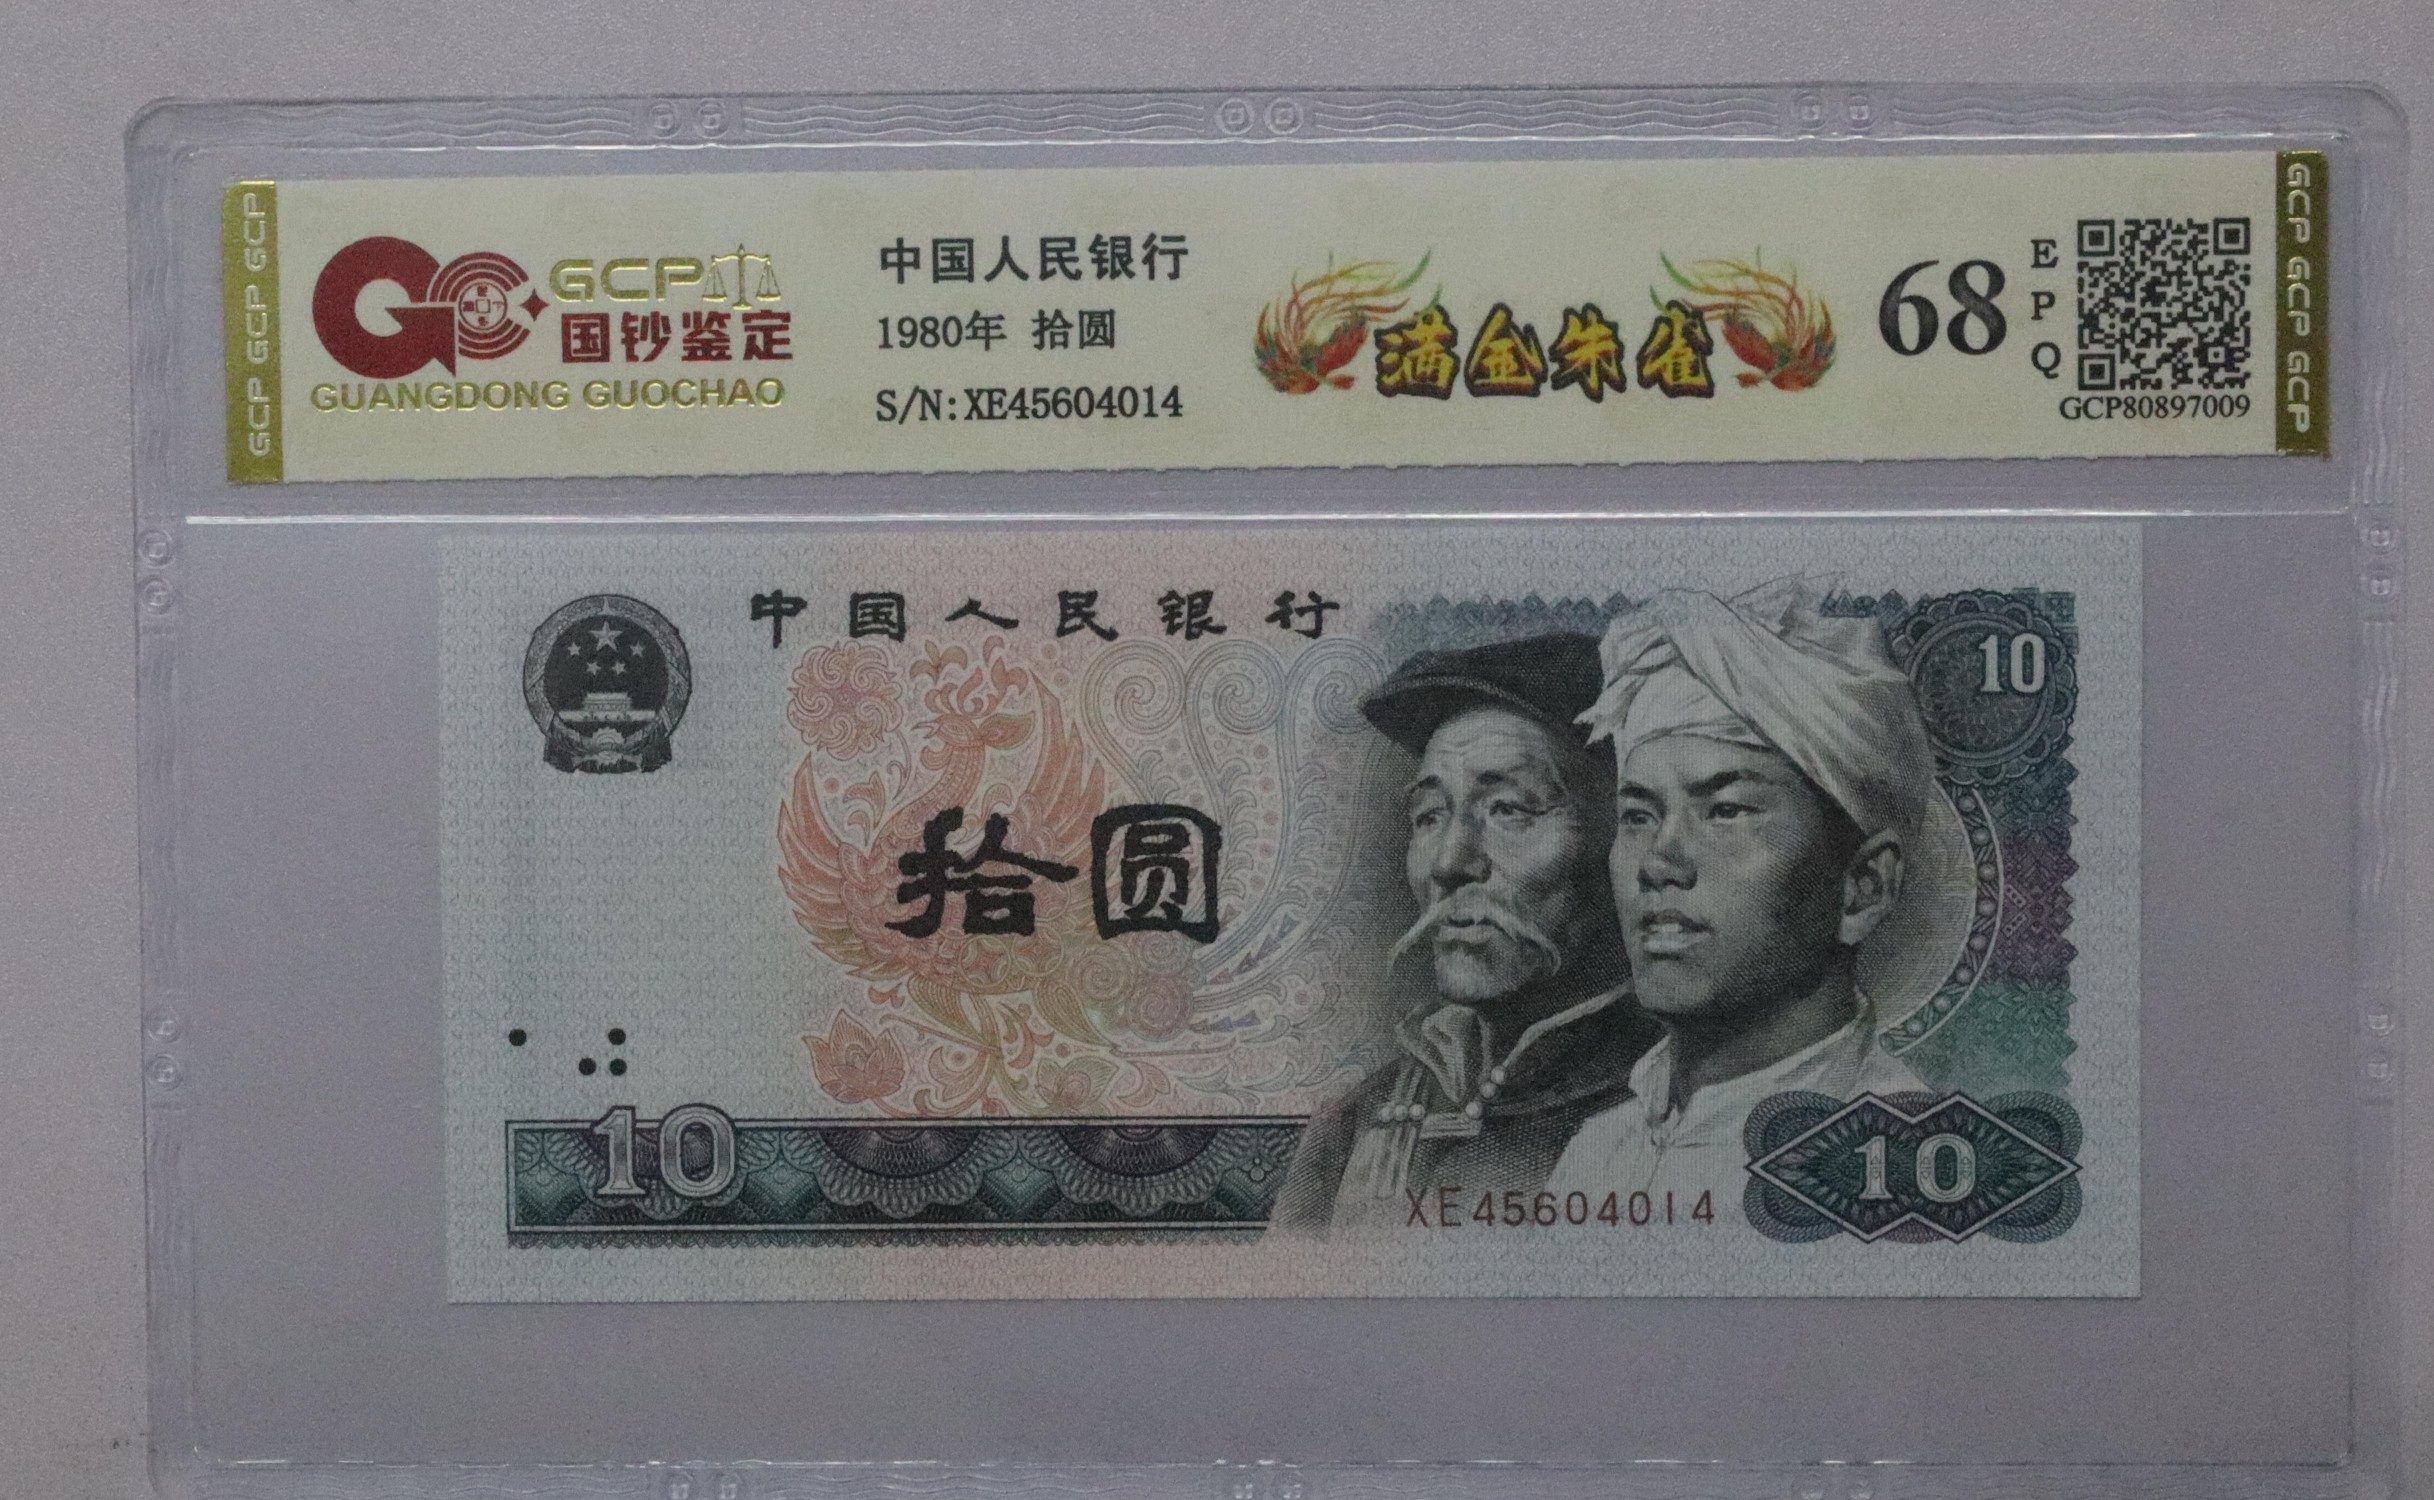 GCP GCP GCP
GCP
国钞鉴定
GUANGDONG GUOCHAO
中国人民银行
1980年 拾圆
S/N:XE45604014
满金朱雀
68
E
P
Q
GCP80897009
GCP GCP GCP
中国人民银行
10
拾圆
10
10
XE45604014